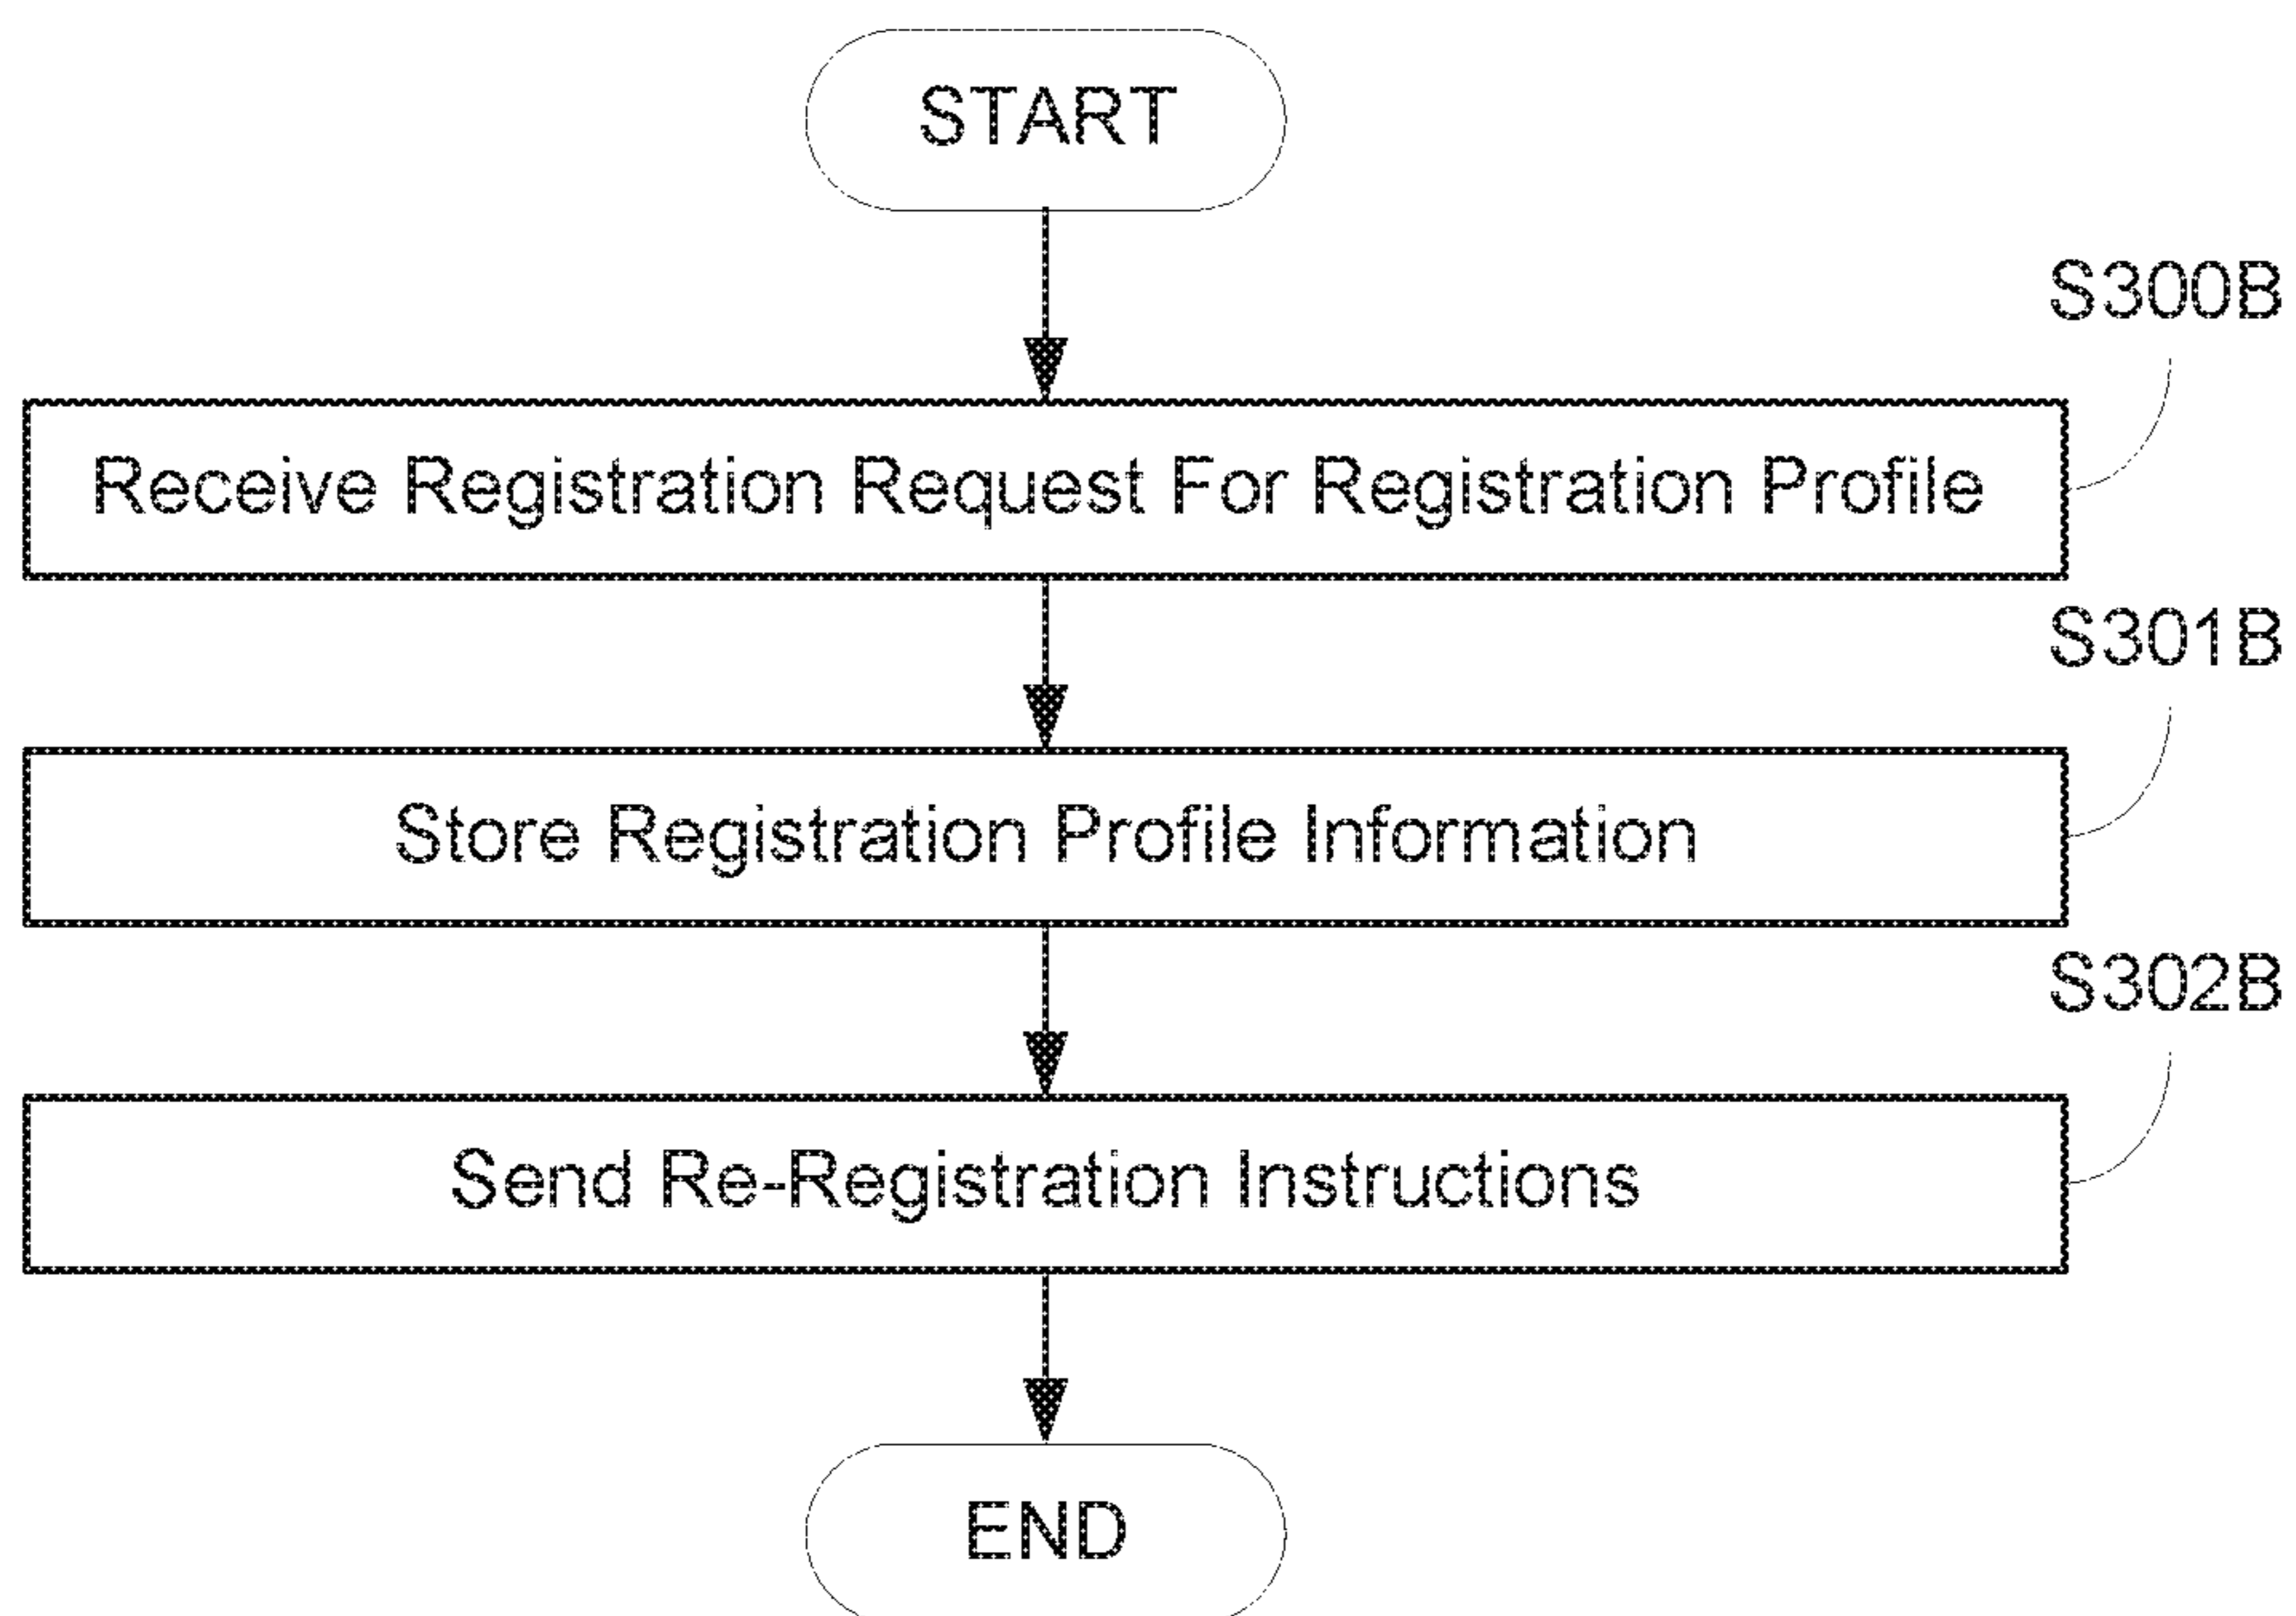 START
S300B
Receive Registration Request For Registration Profile
S301B
Store Registration Profile Information
S302B
Send Re-Registration Instructions
END